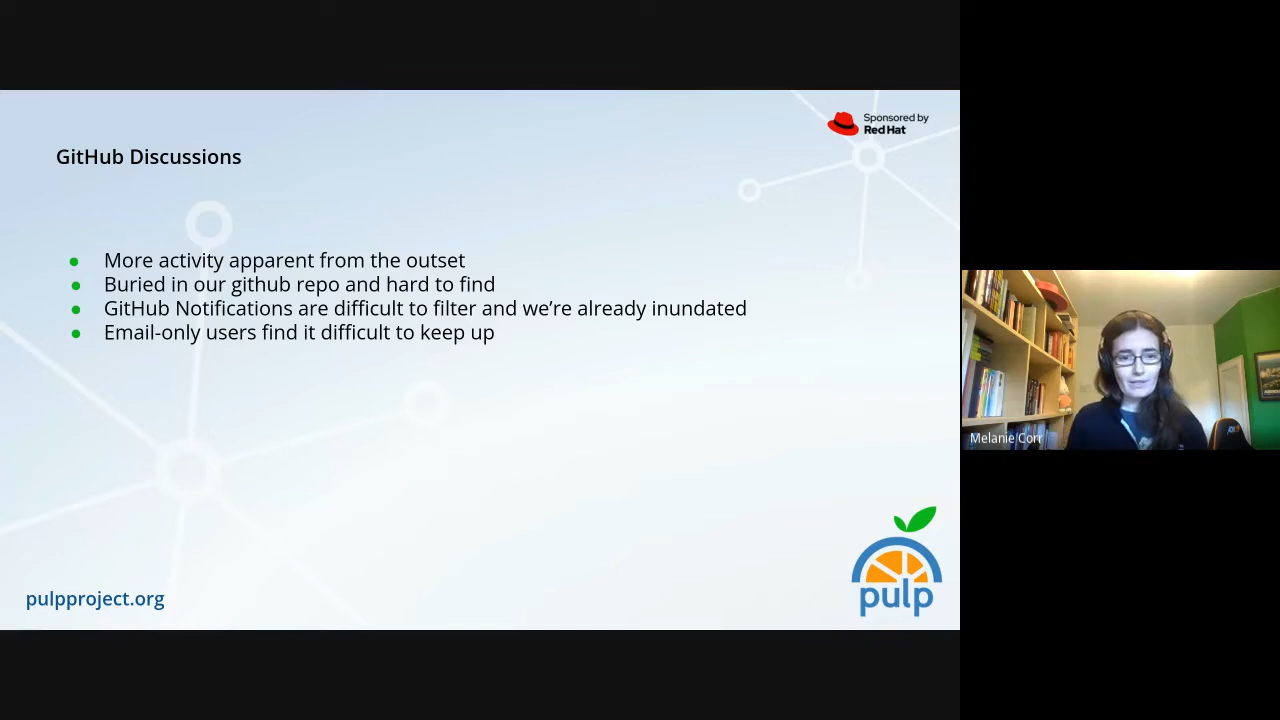 Sponsored by
Red Hat
GitHub Discussions
More activity apparent from the outset
Buried in our github repo and hard to find
GitHub Notifications are difficult to filter and we’re already inundated
Email-only users find it difficult to keep up
Melanie Corr
pulpproject.org
pulp